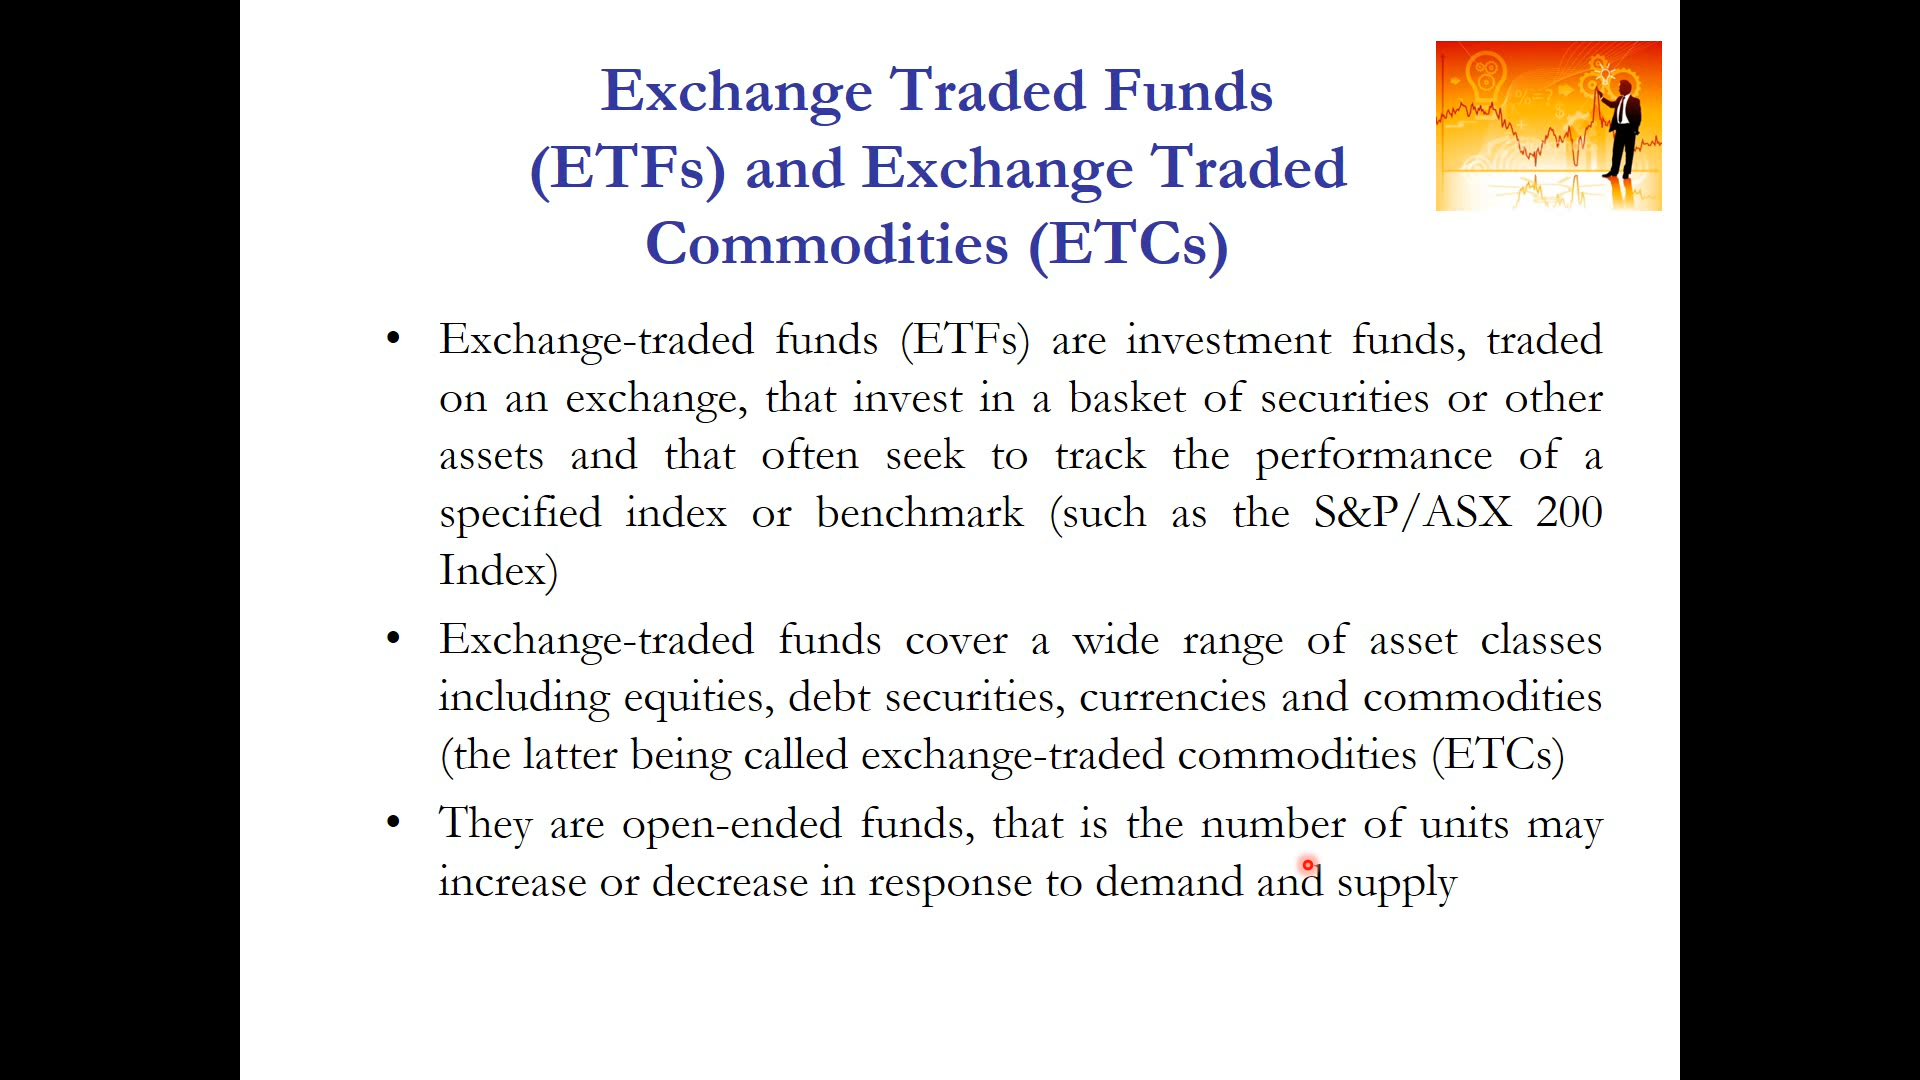 Exchange Traded Funds
(ETFs) and Exchange Traded
Commodities (ETCs)
• Exchange-traded funds (ETFs) are investment funds, traded
on an exchange, that invest in a basket of securities or other
assets and that often seek to track the performance of a
specified index or benchmark (such as the S&P/ASX 200
Index)
• Exchange-traded funds cover a wide range of asset classes
including equities, debt securities, currencies and commodities
(the latter being called exchange-traded commodities (ETCs)
• They are open-ended funds, that is the number of units may
increase or decrease in response to demand and supply